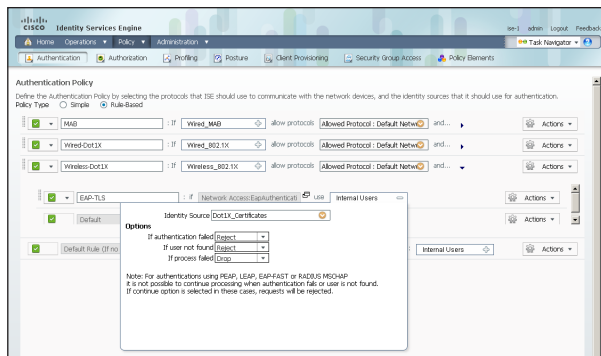 CISCO Identity Services Engine
ise-1 admin Logout Feedback
Home Operations Policy Administration
Task Navigator
Authentication Authorization Profiling Posture Client Provisioning Security Group Access Policy Elements
Authentication Policy
Define the Authentication Policy by selecting the protocols that ISE should use to communicate with the network devices, and the identity sources that it should use for authentication.
Policy Type Simple Rule-Based
MAB : If Wired_MAB allow protocols Allowed Protocol : Default Netwo and... Actions
Wired-Dot1X : If Wired_802.1X allow protocols Allowed Protocol : Default Netwo and... Actions
Wireless-Dot1X : If Wireless_802.1X allow protocols Allowed Protocol : Default Netwo and... Actions
EAP-TLS : if Network Access:EapAuthenticati use Internal Users Actions
Default Actions
Identity Source Dot1X_Certificates
Options
Default Rule (If no : Internal Users Actions
If authentication failed Reject
If user not found Reject
If process failed Drop
Note: For authentications using PEAP, LEAP, EAP-FAST or RADIUS MSCHAP
it is not possible to continue processing when authentication fails or user is not found.
If continue option is selected in these cases, requests will be rejected.